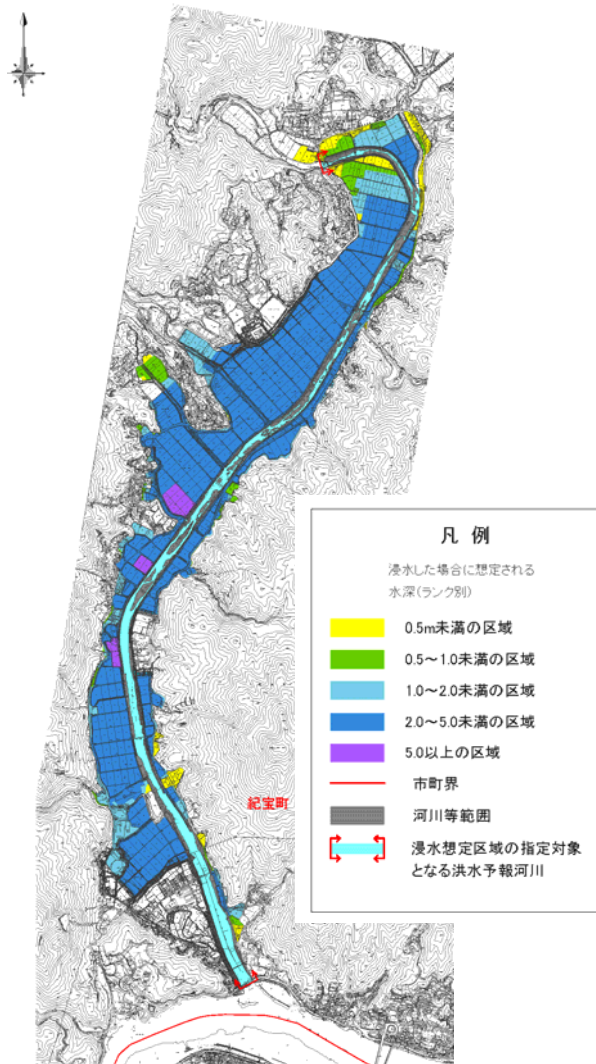 凡 例
浸水した場合に想定される
水深(ランク別)
0.5m未満の区域
0.5～1.0未満の区域
1.0～2.0未満の区域
2.0～5.0未満の区域
5.0以上の区域
市町界
河川等範囲
浸水想定区域の指定対象
となる洪水予報河川
紀宝町